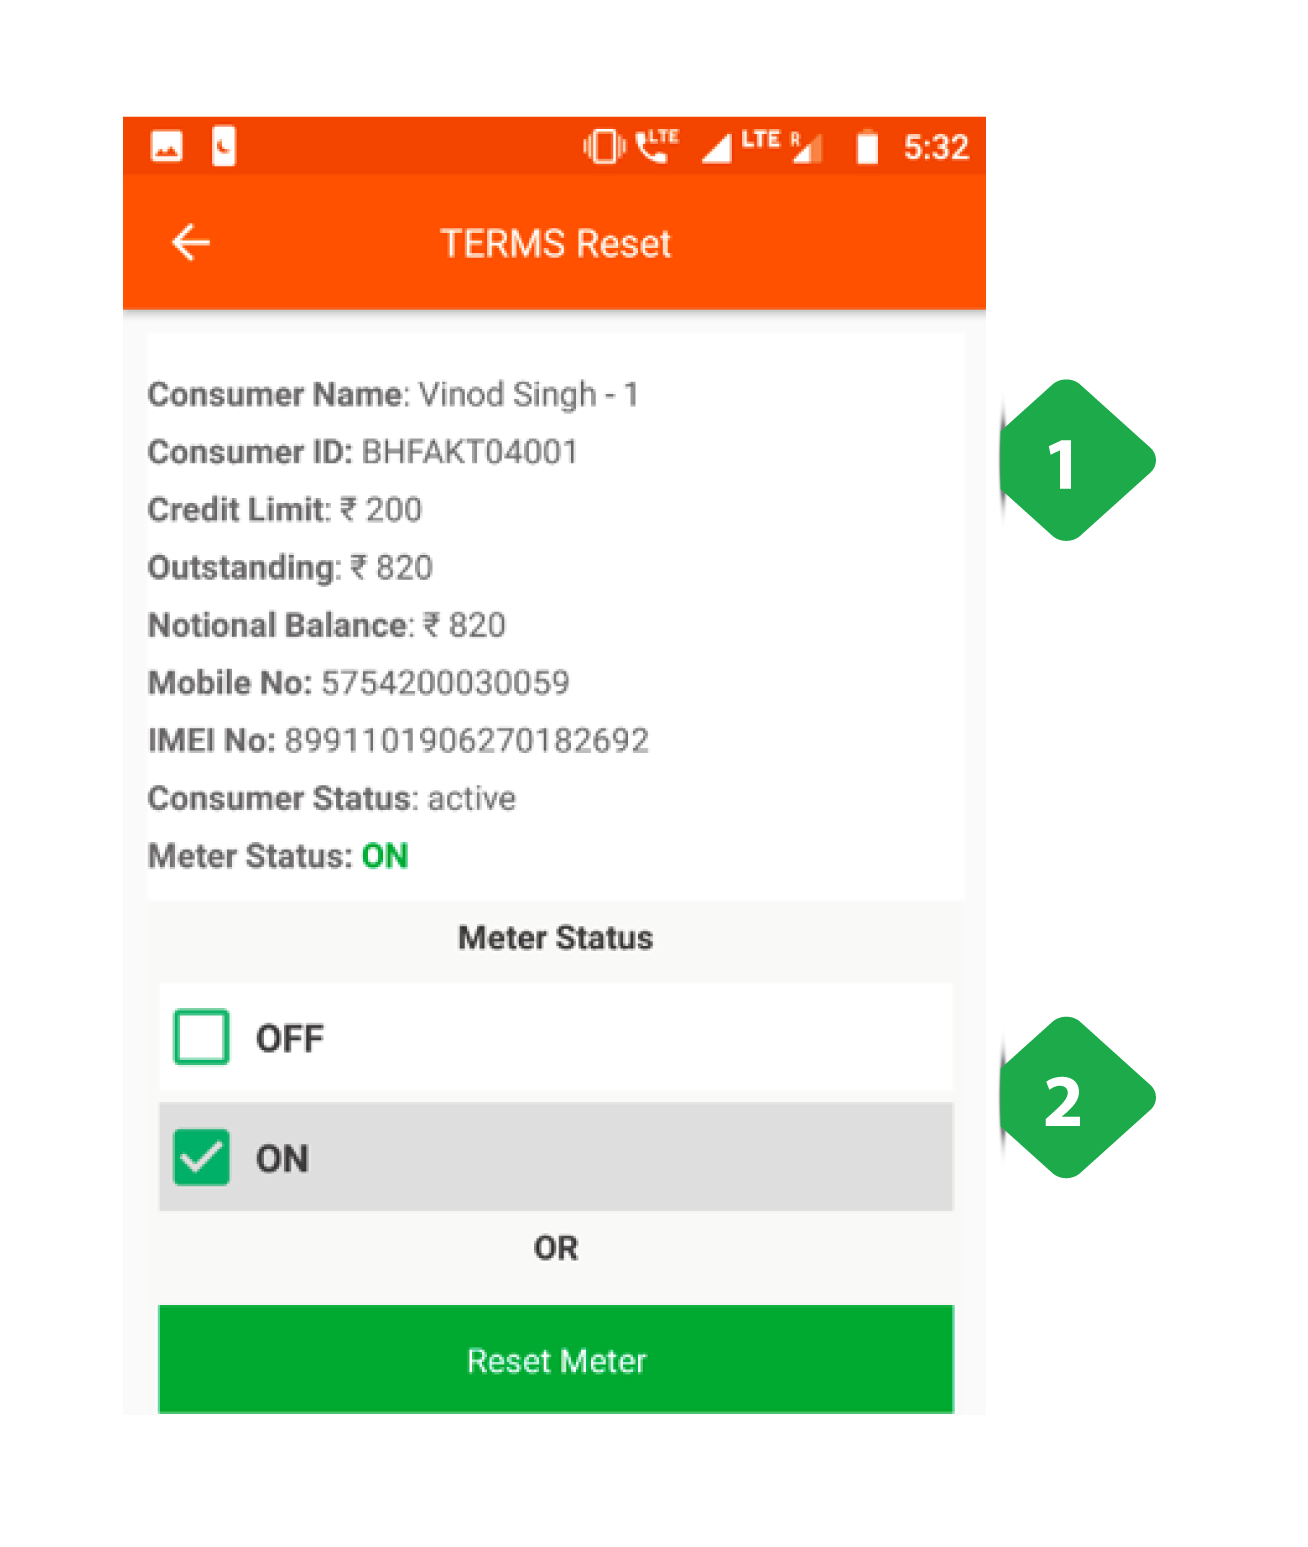 LTE LTE R 5:32
TERMS Reset
Consumer Name: Vinod Singh - 1
Consumer ID: BHFAKT04001
Credit Limit: ₹ 200
Outstanding: ₹ 820
Notional Balance: ₹ 820
Mobile No: 5754200030059
IMEI No: 8991101906270182692
Consumer Status: active
Meter Status: ON
1
Meter Status
OFF
ON
2
OR
Reset Meter